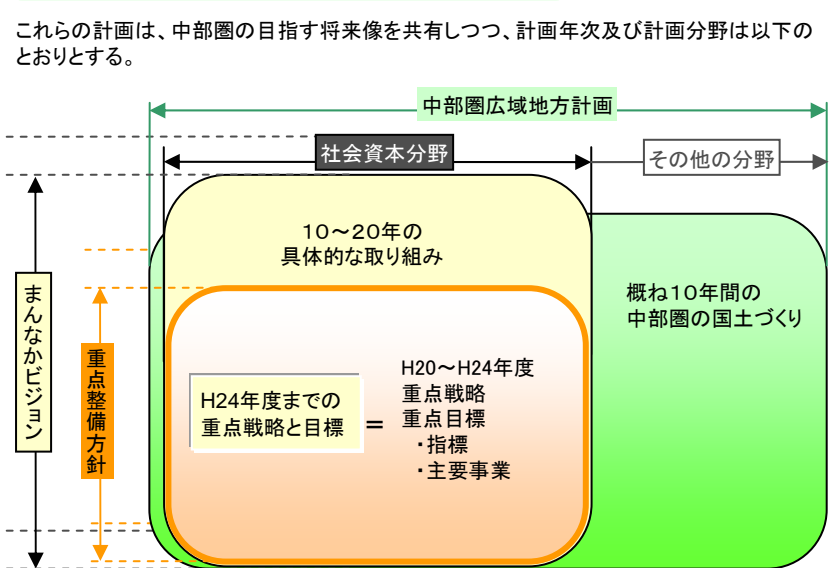 これらの計画は、中部圏の目指す将来像を共有しつつ、計画年次及び計画分野は以下の
とおりとする。
中部圏広域地方計画
社会資本分野
その他の分野
10～20年の
具体的な取り組み
概ね10年間の
中部圏の国土づくり
まんなかビジョン
重点整備方針
H24年度までの
重点戦略と目標
=
H20～H24年度
重点戦略
重点目標
・指標
・主要事業